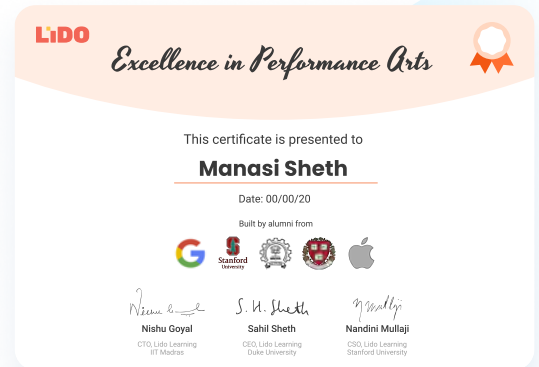 LiDO
Excellence in Performance Arts
This certificate is presented to
Manasi Sheth
Date: 00/00/20
Built by alumni from
G
S
Stanford
University
S. H. Sheth
Nishu Goyal
Sahil Sheth
Nandini Mullaji
CTO, Lido Learning
CEO, Lido Learning
CSO, Lido Learning
IIT Madras
Duke University
Stanford University